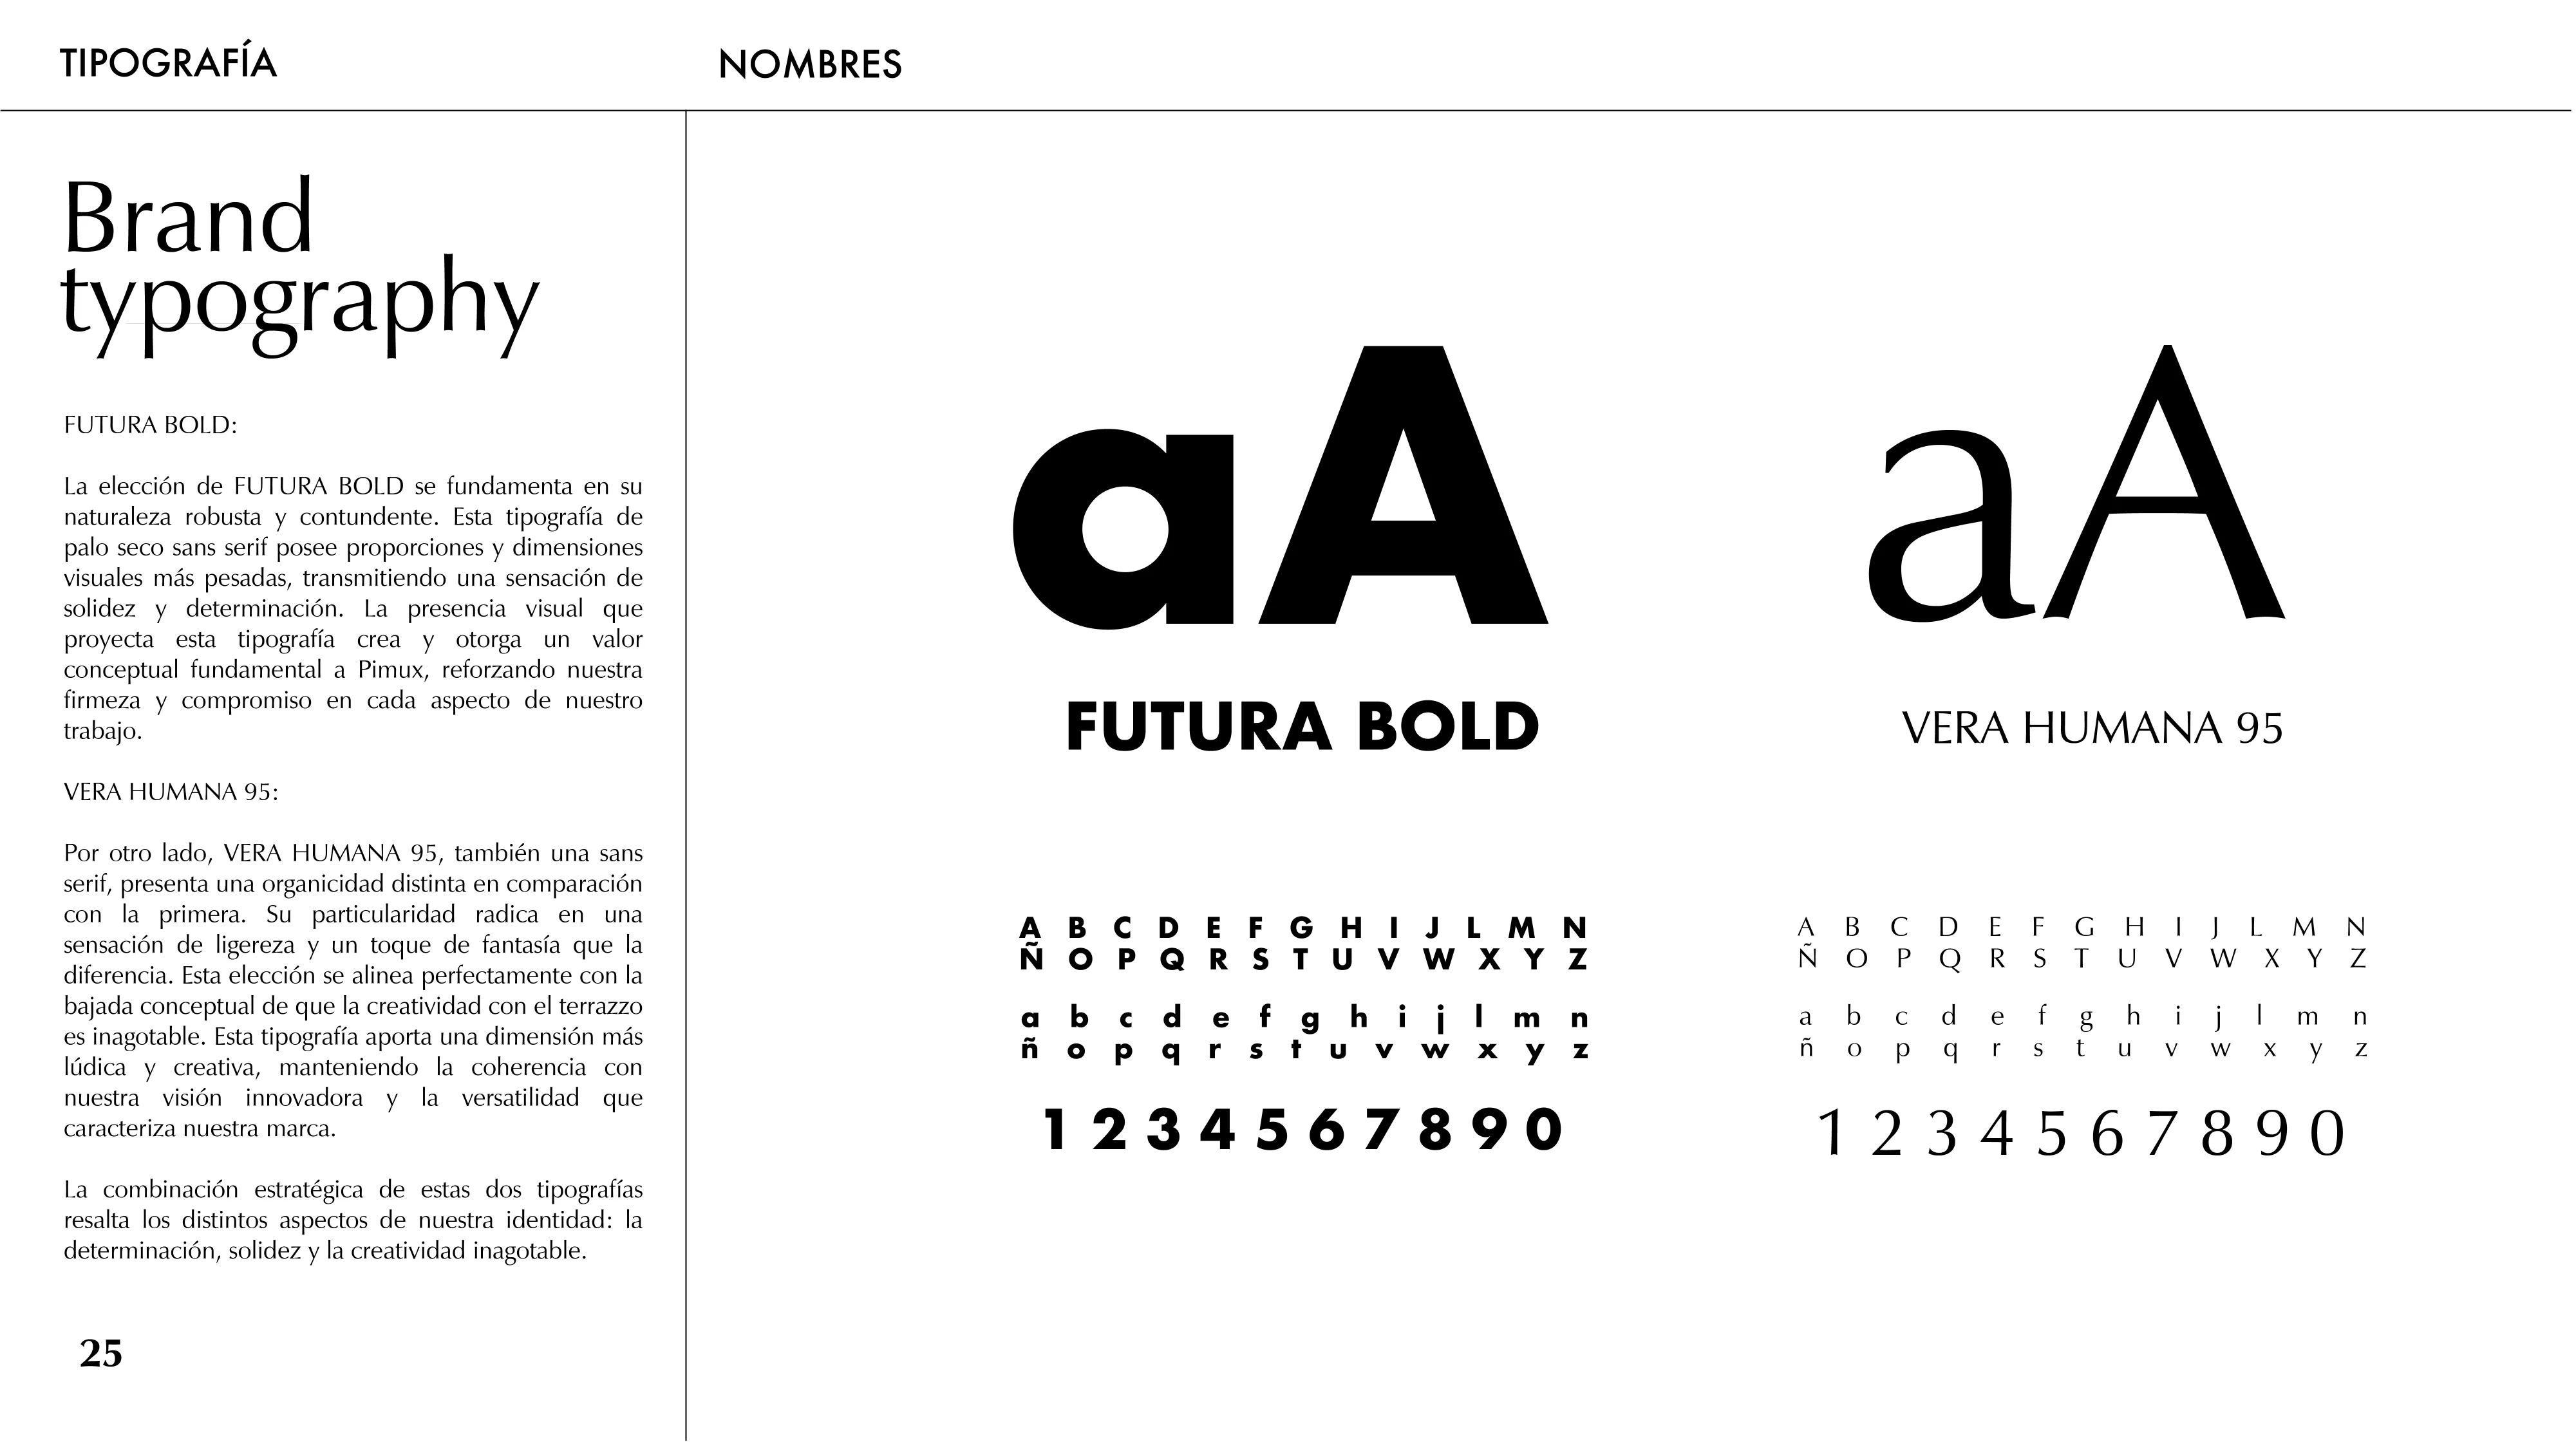 TIPOGRAFÍA
NOMBRES
Brand
typography
FUTURA BOLD:
La elección de FUTURA BOLD se fundamenta en su
naturaleza robusta y contundente. Esta tipografía de
palo seco sans serif posee proporciones y dimensiones
visuales más pesadas, transmitiendo una sensación de
solidez y determinación. La presencia visual que
proyecta esta tipografía crea y otorga un valor
conceptual fundamental a Pimux, reforzando nuestra
firmeza y compromiso en cada aspecto de nuestro
trabajo.
VERA HUMANA 95:
Por otro lado, VERA HUMANA 95, también una sans
serif, presenta una organicidad distinta en comparación
con la primera. Su particularidad radica en una
sensación de ligereza y un toque de fantasía que la
diferencia. Esta elección se alinea perfectamente con la
bajada conceptual de que la creatividad con el terrazzo
es inagotable. Esta tipografía aporta una dimensión más
lúdica y creativa, manteniendo la coherencia con
nuestra visión innovadora y la versatilidad que
caracteriza nuestra marca.
La combinación estratégica de estas dos tipografías
resalta los distintos aspectos de nuestra identidad: la
determinación, solidez y la creatividad inagotable.
25
aA
FUTURA BOLD
A B C D E F G H I J L M N
Ñ O P Q R S T U V W X Y Z
a b c d e f g h i j l m n
ñ o p q r s t u v w x y z
1 2 3 4 5 6 7 8 9 0
aA
VERA HUMANA 95
A B C D E F G H I J L M N
Ñ O P Q R S T U V W X Y Z
a b c d e f g h i j l m n
ñ o p q r s t u v w x y z
1 2 3 4 5 6 7 8 9 0